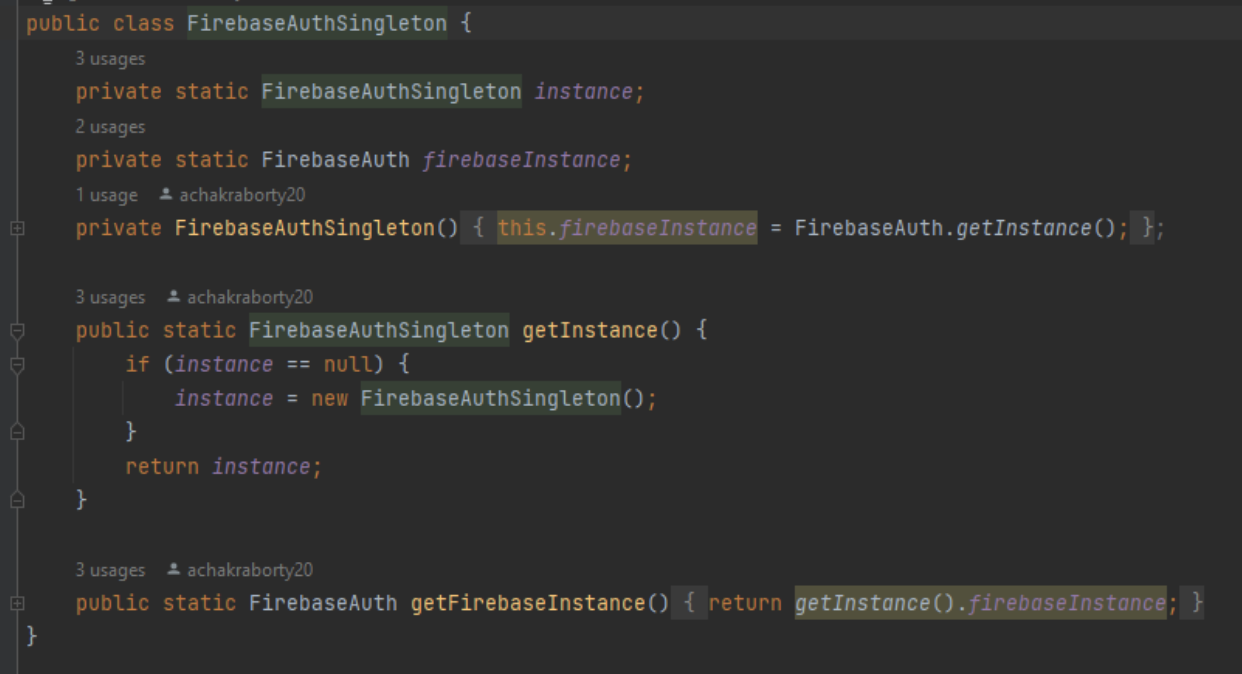 public class FirebaseAuthSingleton {
3 usages
private static FirebaseAuthSingleton instance;
2 usages
private static FirebaseAuth firebaseInstance;
1 usage achakraborty20
private FirebaseAuthSingleton() { this.firebaseInstance = FirebaseAuth.getInstance(); };
3 usages achakraborty20
public static FirebaseAuthSingleton getInstance() {
if (instance == null) {
instance = new FirebaseAuthSingleton();
}
return instance;
}
3 usages achakraborty20
public static FirebaseAuth getFirebaseInstance() { return getInstance().firebaseInstance; }
}